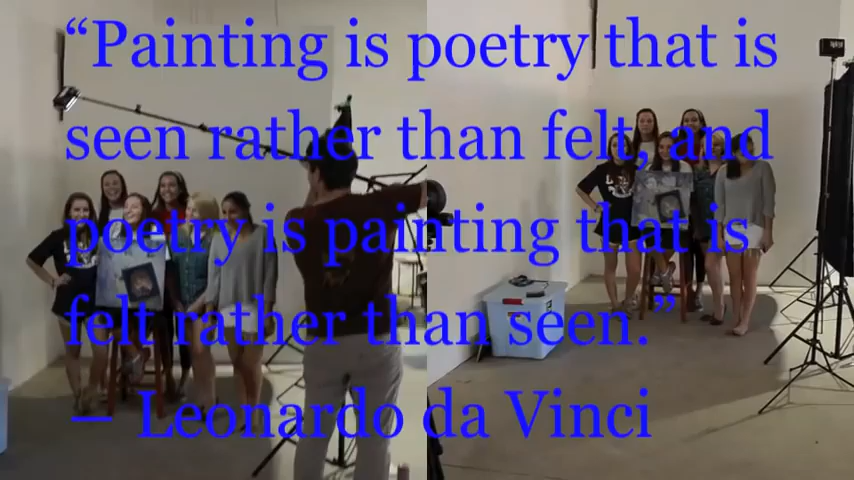 “Painting is poetry that is
seen rather than felt, and
poetry is painting that is
felt rather than seen.”
— Leonardo da Vinci